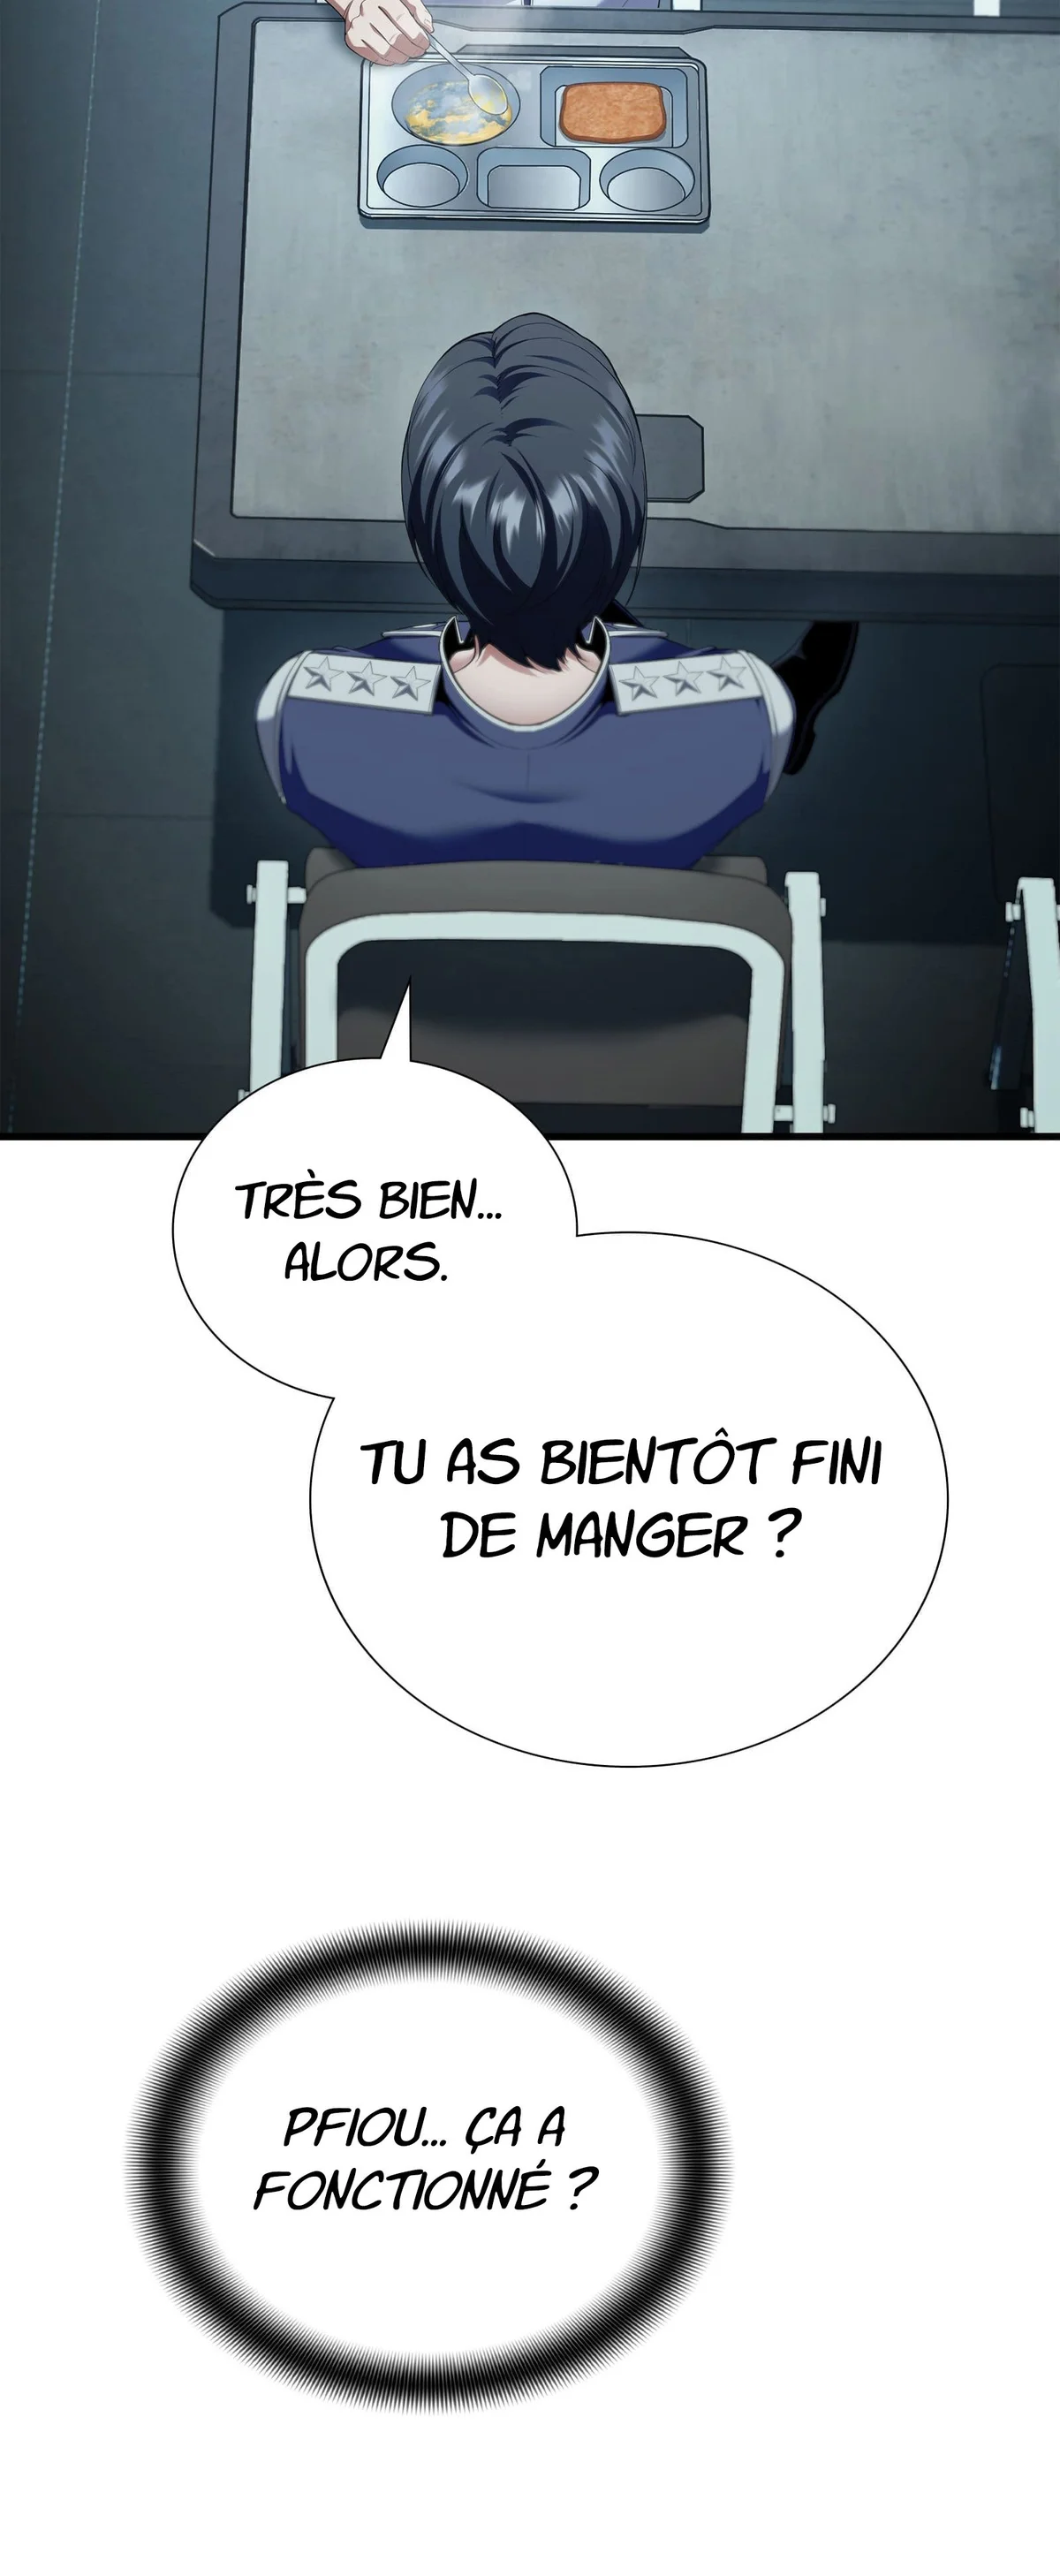 TRÈS BIEN...
ALORS.
TU AS BIENTÔT FINI
DE MANGER ?
PFIOU... ÇA A
FONCTIONNÉ ?